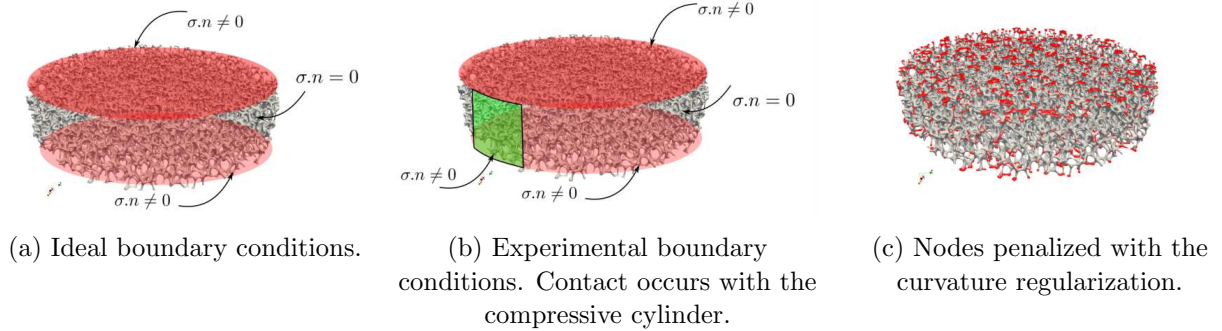 σ.n ≠ 0
σ.n = 0
σ.n ≠ 0
(a) Ideal boundary conditions.
σ.n ≠ 0
σ.n = 0
σ.n ≠ 0
σ.n ≠ 0
(b) Experimental boundary
conditions. Contact occurs with the
compressive cylinder.
(c) Nodes penalized with the
curvature regularization.